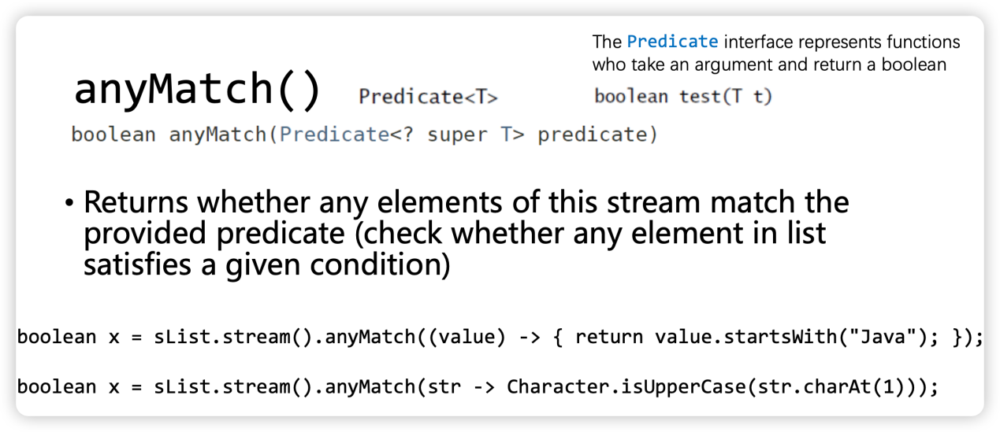 The Predicate interface represents functions
who take an argument and return a boolean
anyMatch()
Predicate<T>
boolean test(T t)
boolean anyMatch(Predicate<? super T> predicate)
• Returns whether any elements of this stream match the
provided predicate (check whether any element in list
satisfies a given condition)
boolean x = sList.stream().anyMatch((value) -> { return value.startsWith("Java"); });
boolean x = sList.stream().anyMatch(str -> Character.isUpperCase(str.charAt(1)));